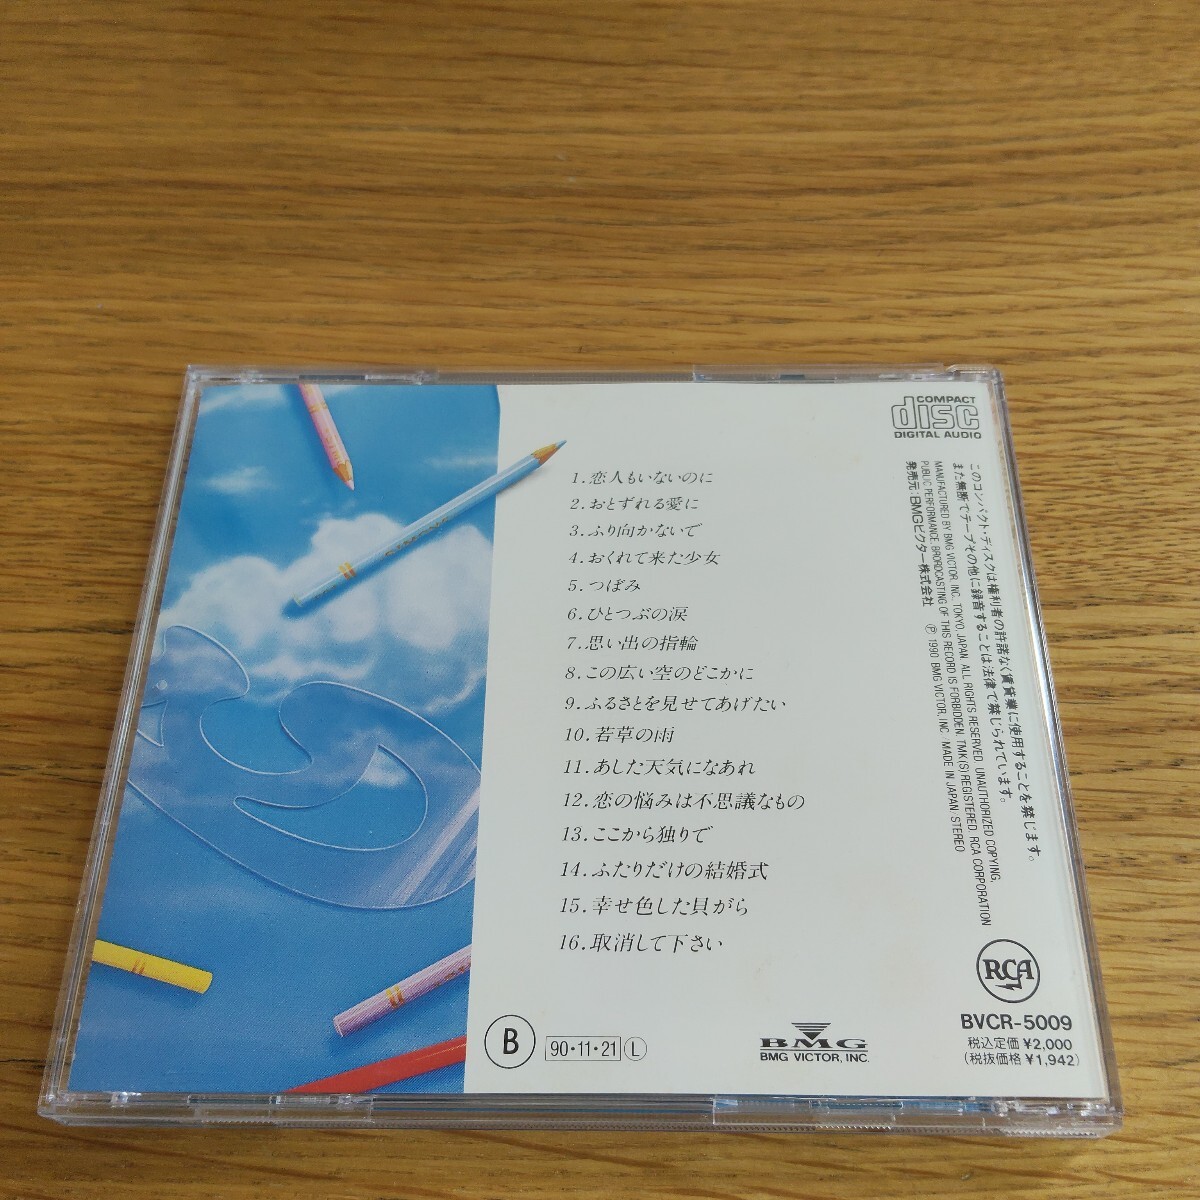 COMPACT
disc
DIGITAL AUDIO
1. 恋人もいないのに
2. おとずれる愛に
3. ふり向かないで
4. おくれて来た少女
5. つぼみ
6. ひとつぶの涙
7. 思い出の指輪
8. この広い空のどこかに
9. ふるさとを見せてあげたい
10. 若草の雨
11. あした天気になあれ
12. 恋の悩みは不思議なもの
13. ここから独りで
14. ふたりだけの結婚式
15. 幸せ色した貝がら
16. 取消して下さい
このコンパクト・ディスクは権利者の許諾なく賃貸業に使用することを禁じます。
また無断でテープその他に録音することは法律で禁じられています。
MANUFACTURED BY BMG VICTOR, INC., TOKYO, JAPAN. ALL RIGHTS RESERVED. UNAUTHORIZED COPYING,
PUBLIC PERFORMANCE, BRORDCASTING OF THIS RECORD IS FORBIDDEN. TMK(S) REGISTERED. RCA CORPORATION
発売元:BMGビクター株式会社 Ⓟ 1990 BMG VICTOR, INC. MADE IN JAPAN/STEREO
RCA
BVCR-5009
税込定価 ¥2,000
(税抜価格 ¥1,942)
BMG
BMG VICTOR, INC.
Ⓑ 90・11・21 Ⓛ